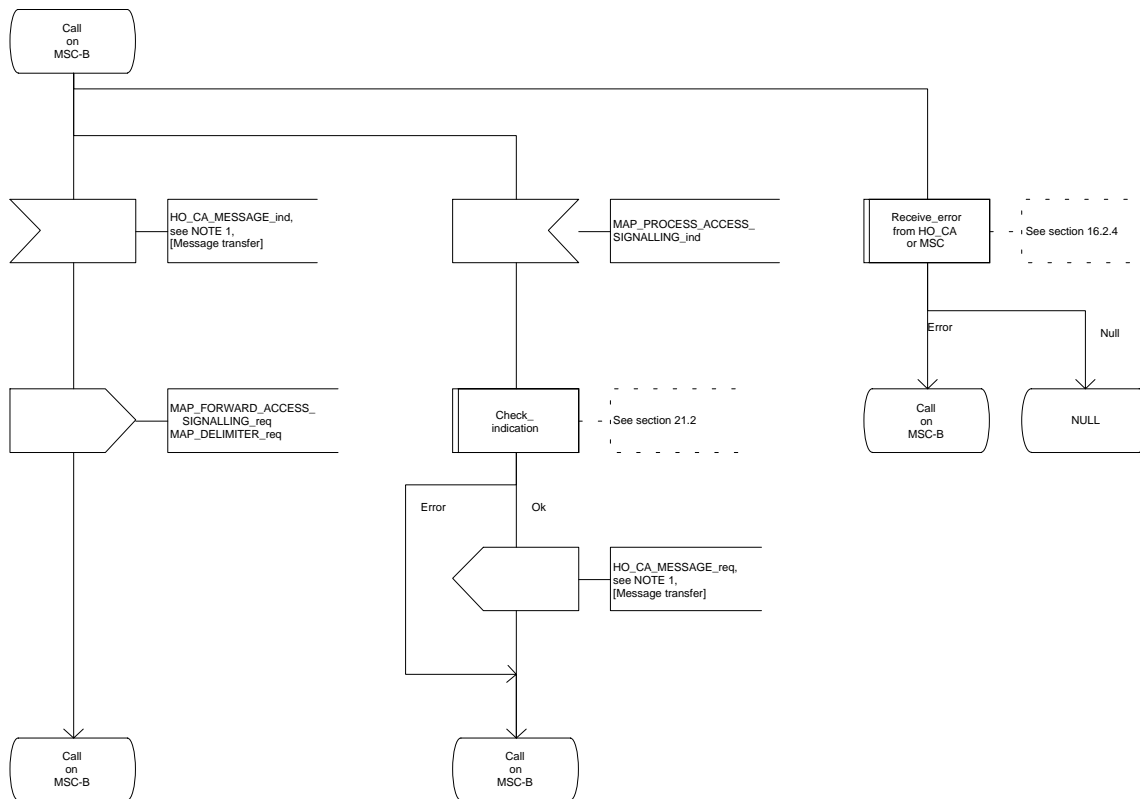 Call
on
MSC-B
HO_CA_MESSAGE_ind,
see NOTE 1,
[Message transfer]
MAP_PROCESS_ACCESS_
SIGNALLING_ind
Receive_error
from HO_CA
or MSC
See section 16.2.4
Error
Null
MAP_FORWARD_ACCESS_
SIGNALLING_req
MAP_DELIMITER_req
Check_
indication
See section 21.2
Call
on
MSC-B
NULL
Error
Ok
HO_CA_MESSAGE_req,
see NOTE 1,
[Message transfer]
Call
on
MSC-B
Call
on
MSC-B